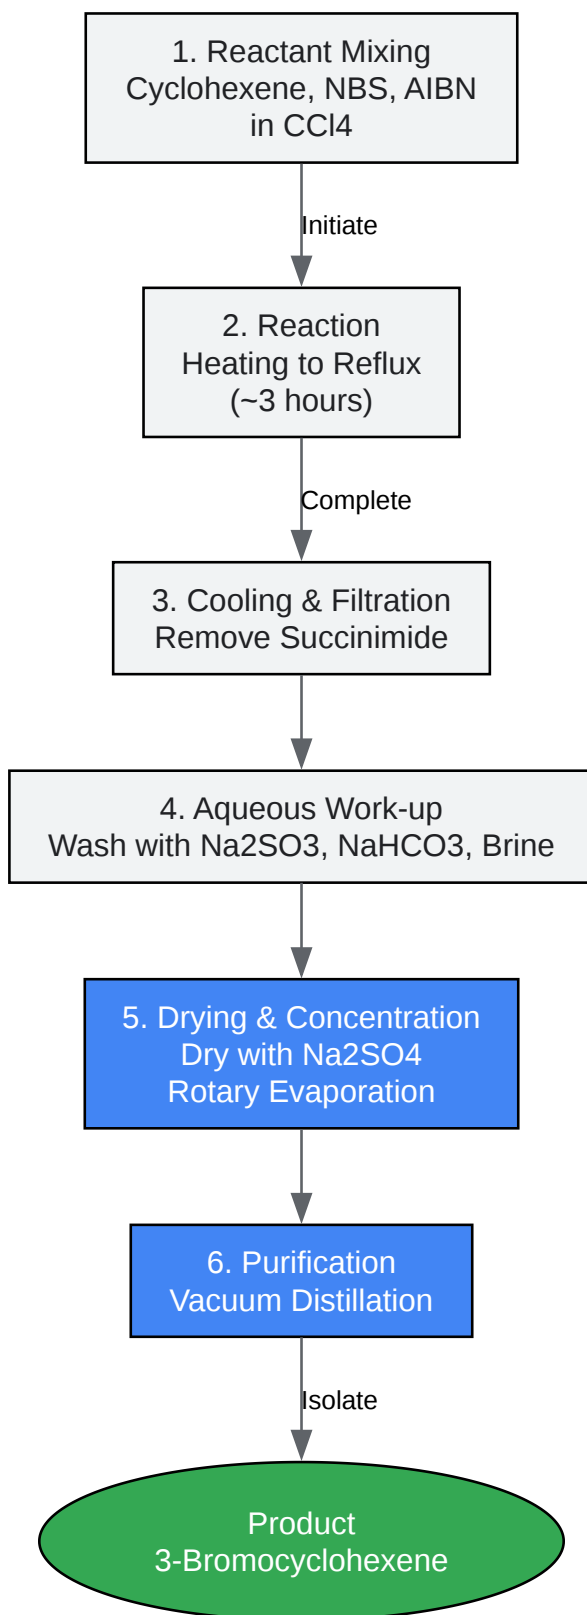 1. Reactant Mixing
Cyclohexene, NBS, AIBN
in CCl4
Initiate
2. Reaction
Heating to Reflux
(~3 hours)
Complete
3. Cooling & Filtration
Remove Succinimide
4. Aqueous Work-up
Wash with Na2SO3, NaHCO3, Brine
5. Drying & Concentration
Dry with Na2SO4
Rotary Evaporation
6. Purification
Vacuum Distillation
Isolate
Product
3-Bromocyclohexene